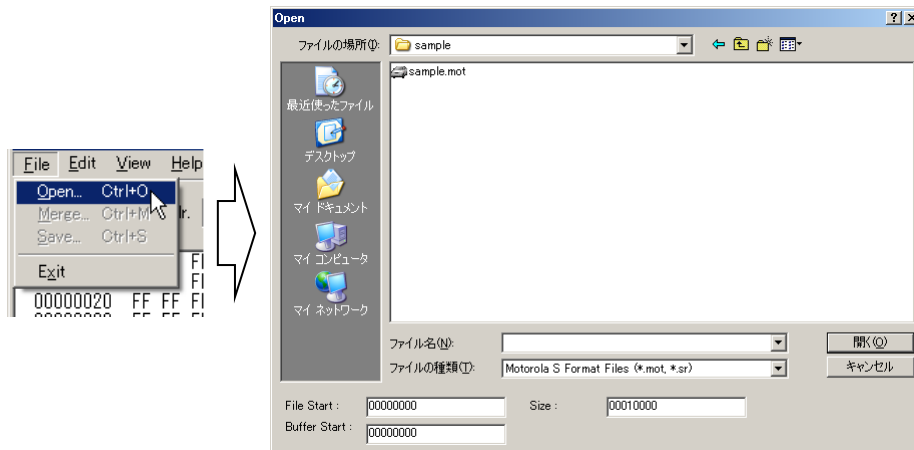 File Edit View Help
Open... Ctrl+O
Merge... Ctrl+M
Save... Ctrl+S
Exit
00000020 FF FF
Open
ファイルの場所(I):
sample
最近使ったファイル
デスクトップ
マイ ドキュメント
マイ コンピュータ
マイ ネットワーク
sample.mot
ファイル名(N):
開く(O)
ファイルの種類(T):
Motorola S Format Files (*.mot, *.sr)
キャンセル
File Start :
00000000
Size :
00010000
Buffer Start :
00000000